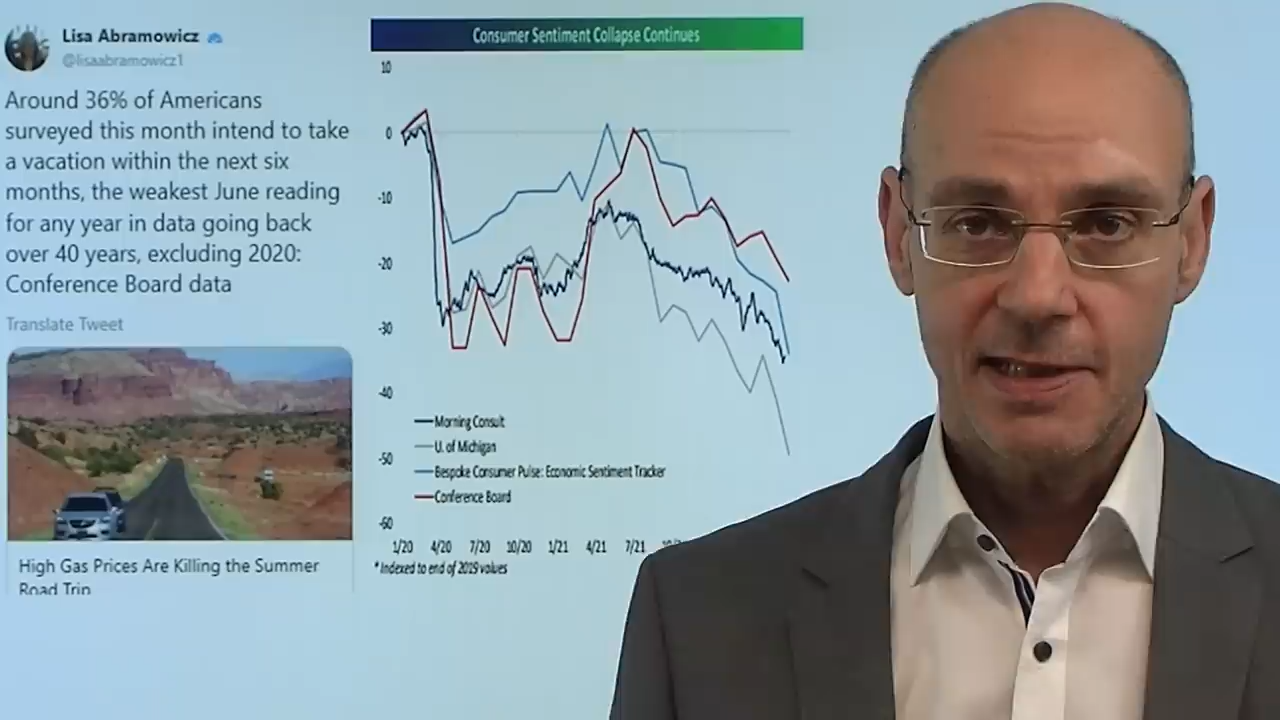 Lisa Abramowicz
@lisaabramowicz1
Around 36% of Americans
surveyed this month intend to take
a vacation within the next six
months, the weakest June reading
for any year in data going back
over 40 years, excluding 2020:
Conference Board data
Translate Tweet
High Gas Prices Are Killing the Summer
Road Trip
Consumer Sentiment Collapse Continues
10
0
-10
-20
-30
-40
-50
-60
Morning Consult
U. of Michigan
Bespoke Consumer Pulse: Economic Sentiment Tracker
Conference Board
1/20 4/20 7/20 10/20 1/21 4/21 7/21
* Indexed to end of 2019 values